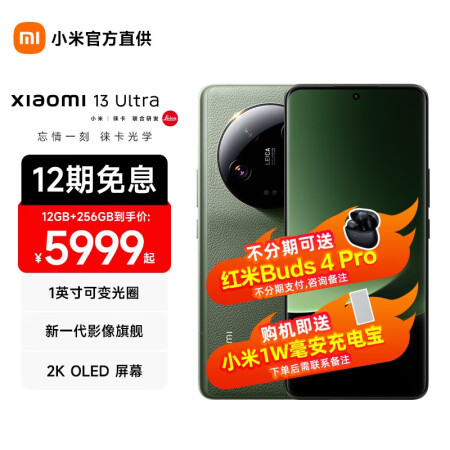 小米官方直供
xiaomi 13 Ultra
小米 | 徕卡 联合研发 Leica
忘情一刻 徕卡光学
12期免息
12GB+256GB到手价:
¥5999起
1英寸可变光圈
新一代影像旗舰
2K OLED 屏幕
LEICA
不分期可送
红米Buds 4 Pro
不分期支付,咨询备注
购机即送
小米1W毫安充电宝
下单后需联系备注
mi